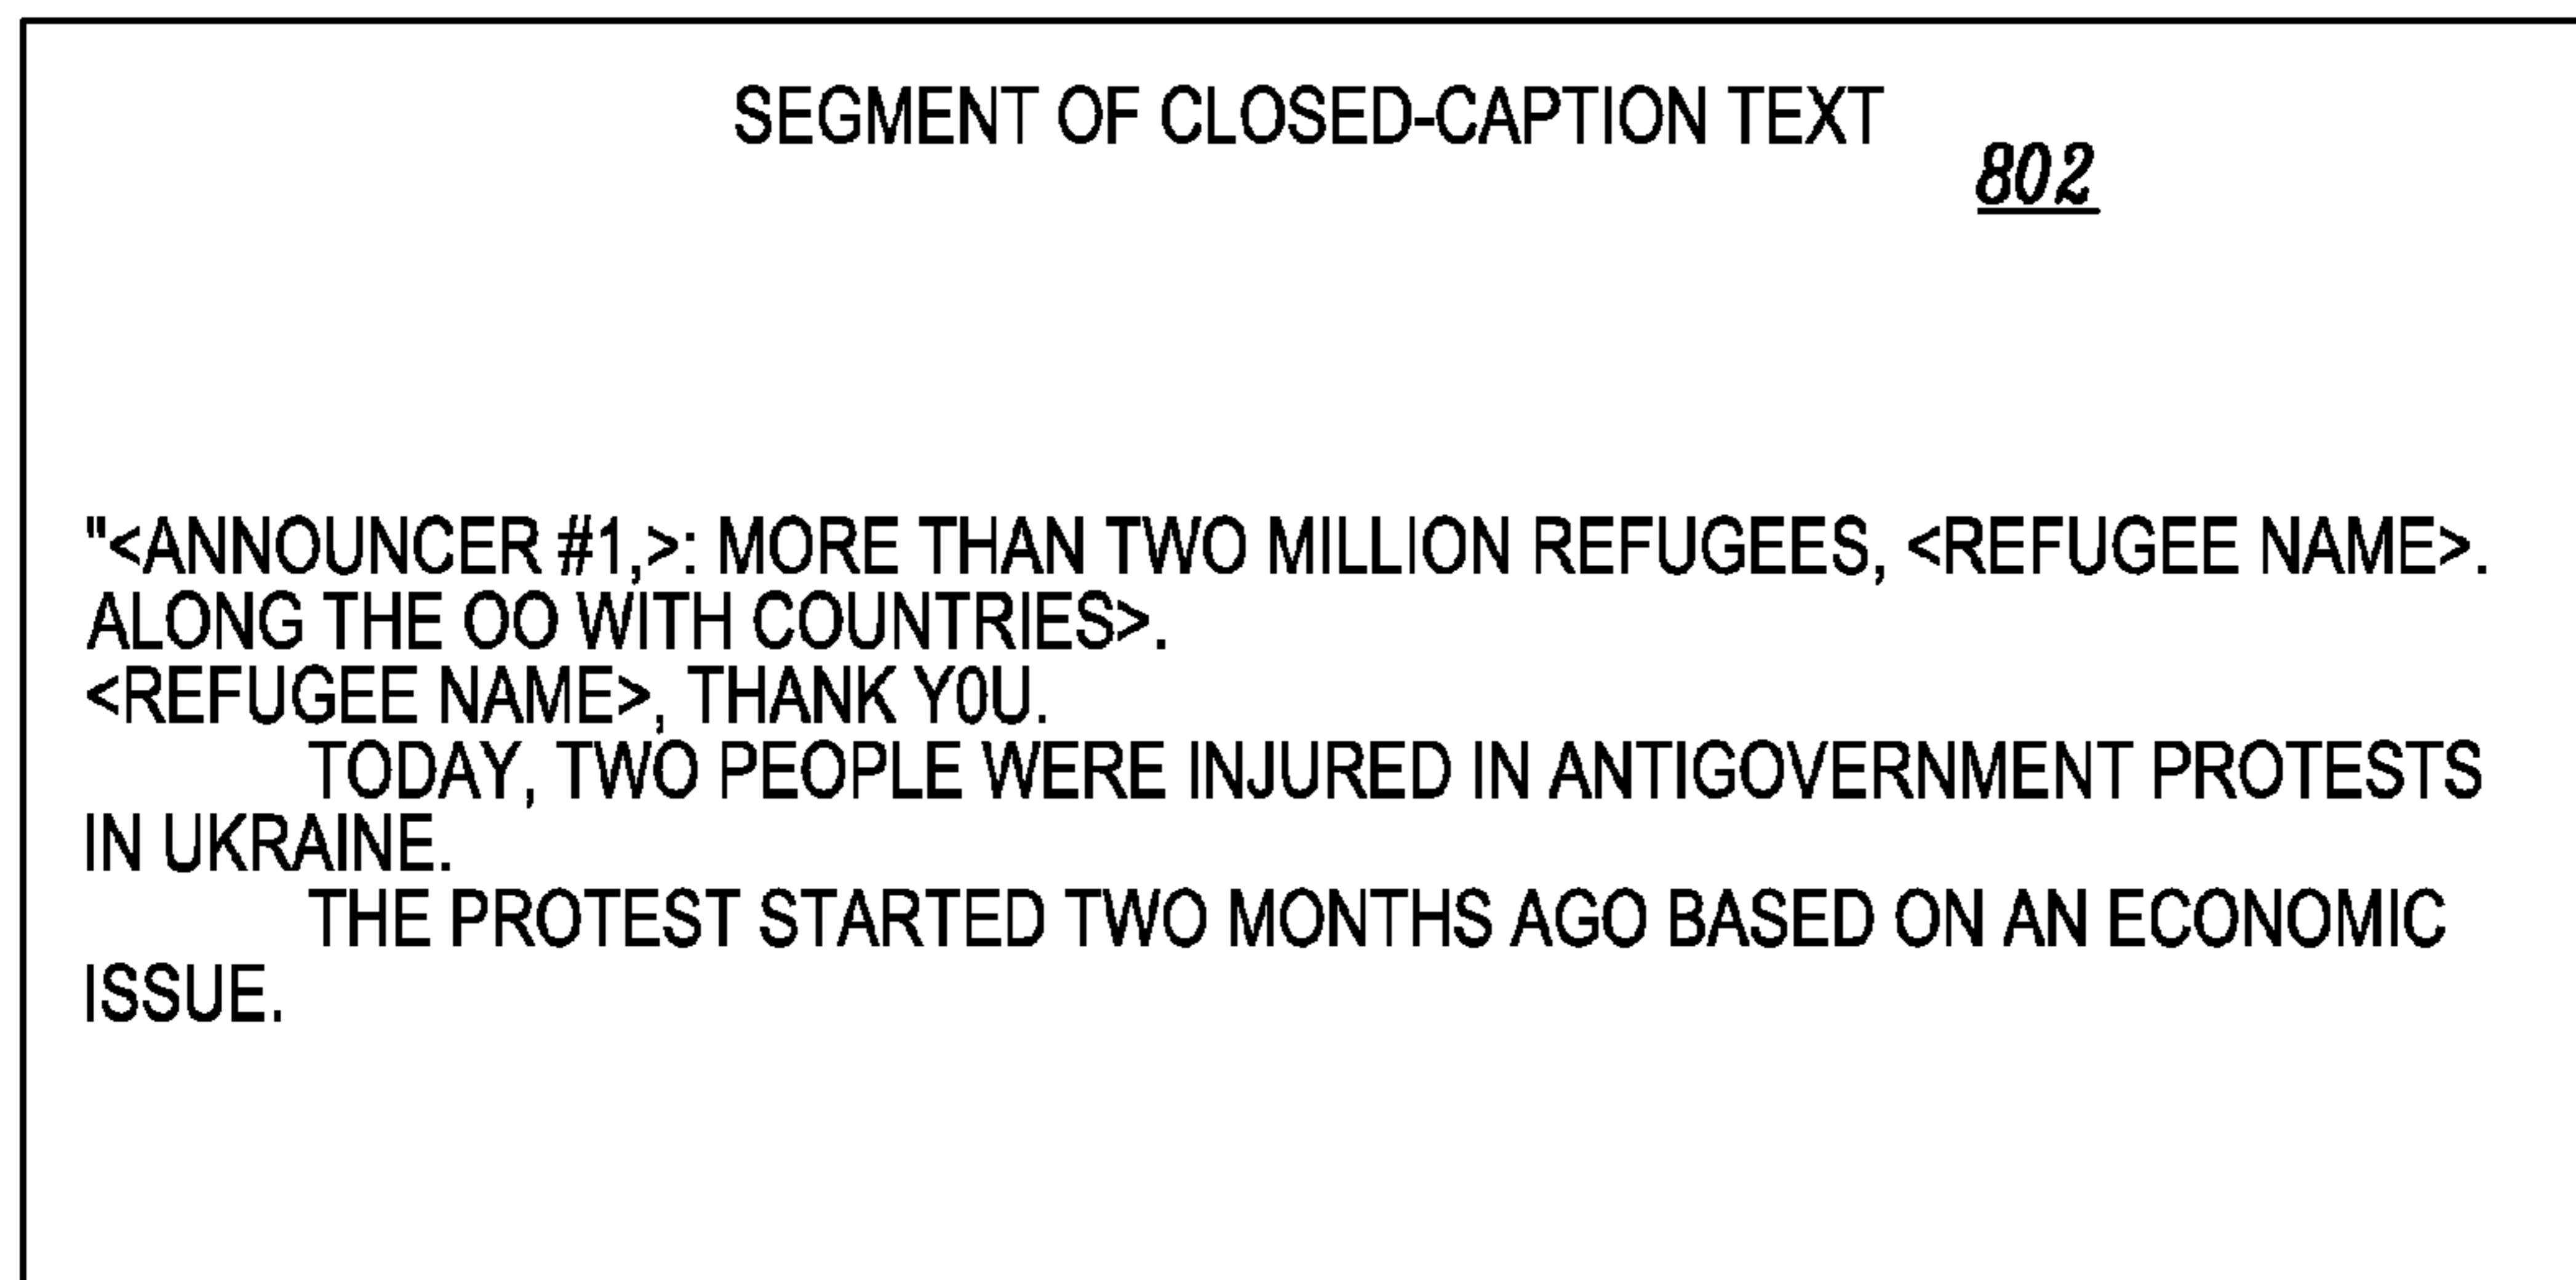 SEGMENT OF CLOSED-CAPTION TEXT
802
"<ANNOUNCER #1,>: MORE THAN TWO MILLION REFUGEES, <REFUGEE NAME>.
ALONG THE OO WITH COUNTRIES>.
<REFUGEE NAME>, THANK Y0U.
TODAY, TWO PEOPLE WERE INJURED IN ANTIGOVERNMENT PROTESTS
IN UKRAINE.
THE PROTEST STARTED TWO MONTHS AGO BASED ON AN ECONOMIC
ISSUE.